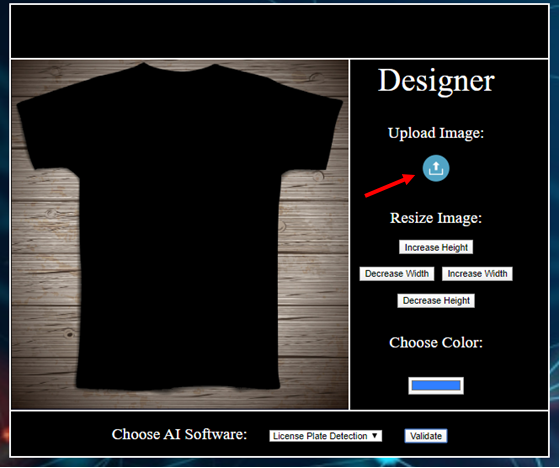 Designer
Upload Image:
Resize Image:
Increase Height
Decrease Width Increase Width
Decrease Height
Choose Color:
Choose AI Software: License Plate Detection Validate